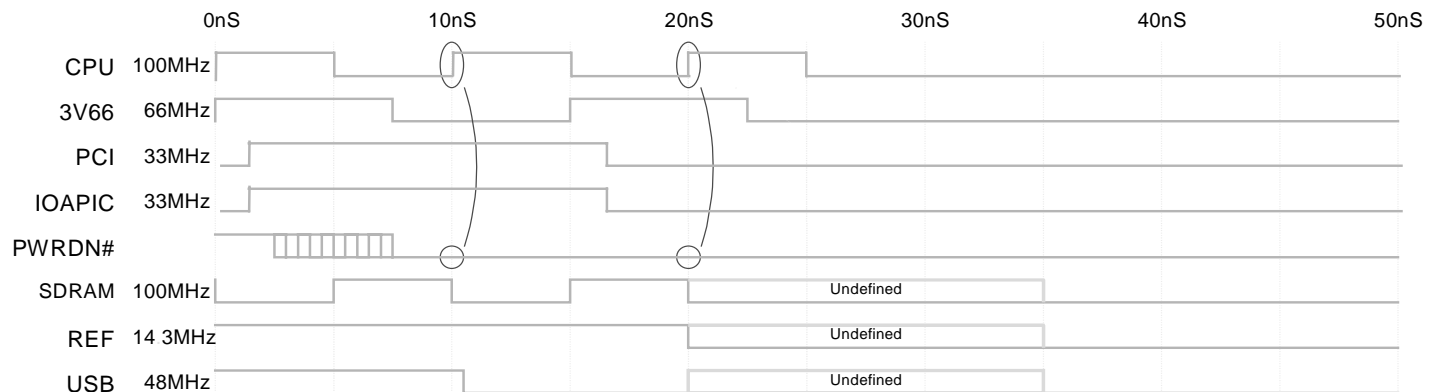 0nS 10nS 20nS 30nS 40nS 50nS
CPU 100MHz
3V66 66MHz
PCI 33MHz
IOAPIC 33MHz
PWRDN#
SDRAM 100MHz Undefined
REF 14 3MHz Undefined
USB 48MHz Undefined